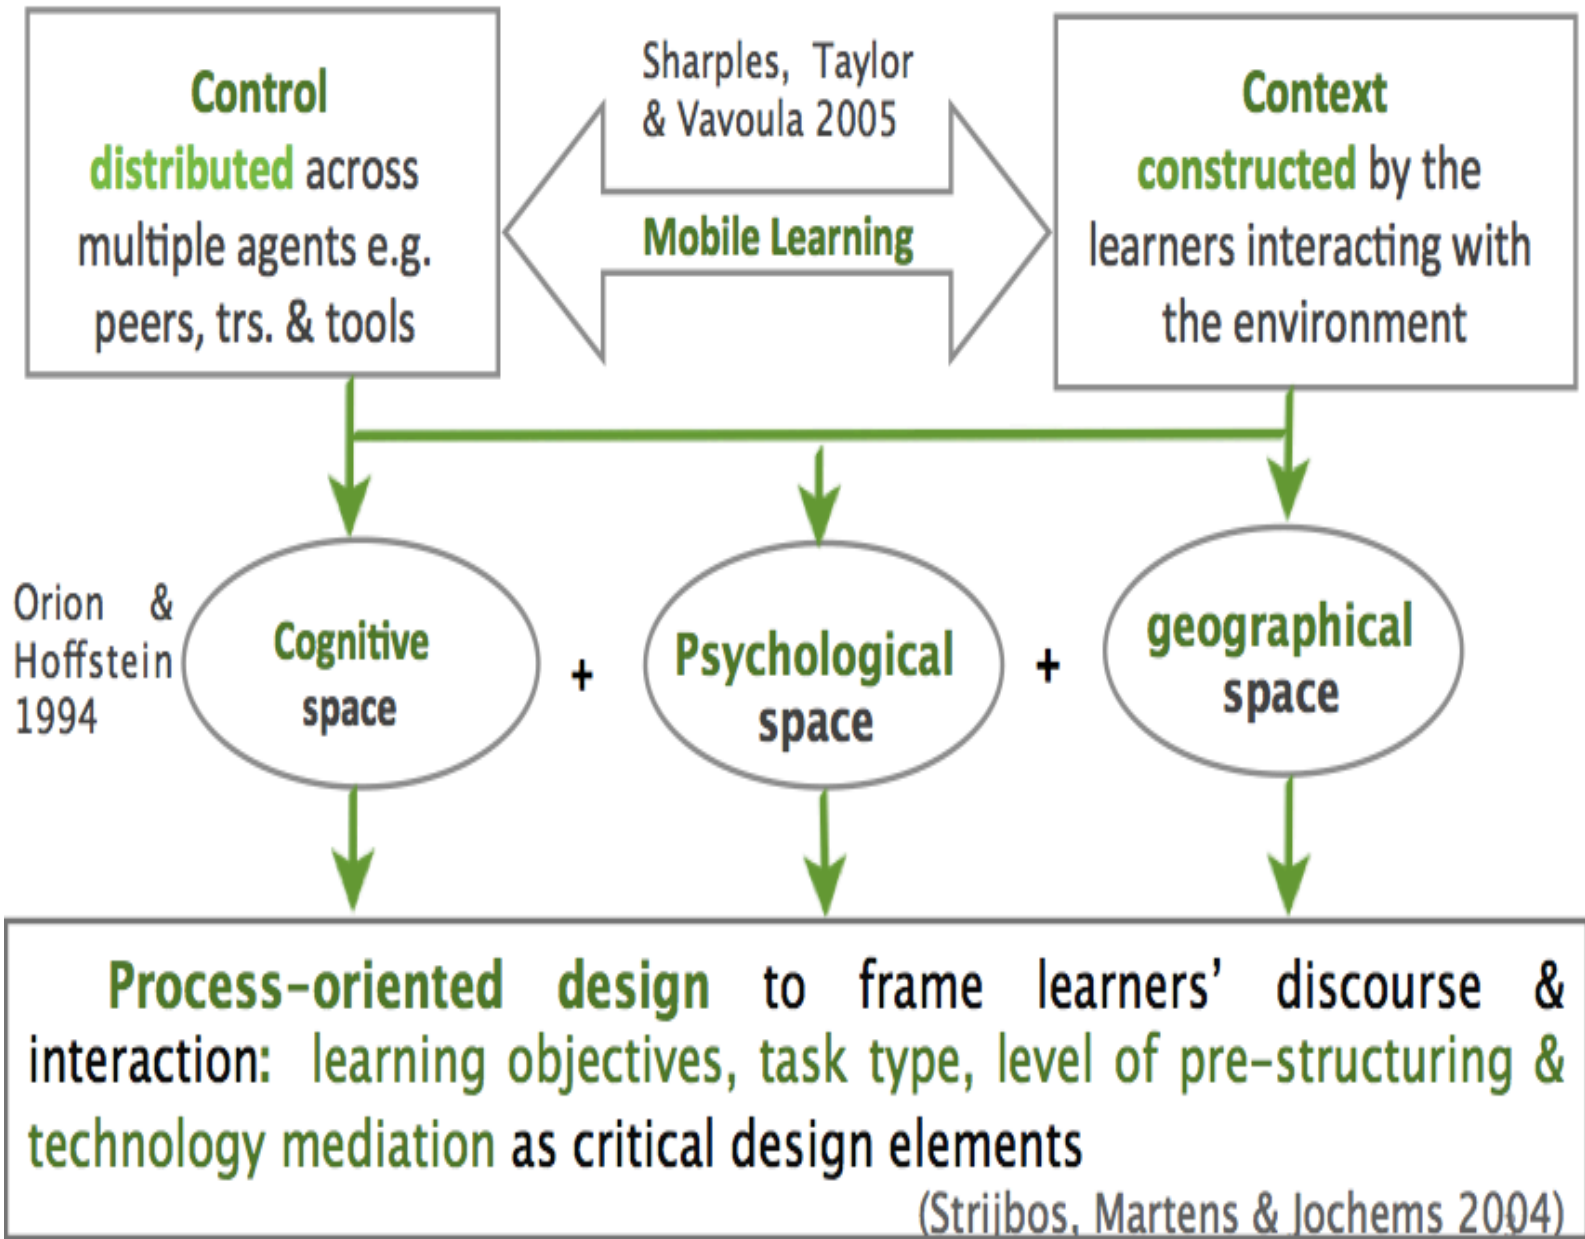 Control
distributed across
multiple agents e.g.
peers, trs. & tools
Sharples, Taylor
& Vavoula 2005
Mobile Learning
Context
constructed by the
learners interacting with
the environment
Orion &
Hoffstein
1994
Cognitive
space
+
Psychological
space
+
geographical
space
Process-oriented design to frame learners’ discourse &
interaction: learning objectives, task type, level of pre-structuring &
technology mediation as critical design elements
(Strijbos, Martens & Jochems 2004)